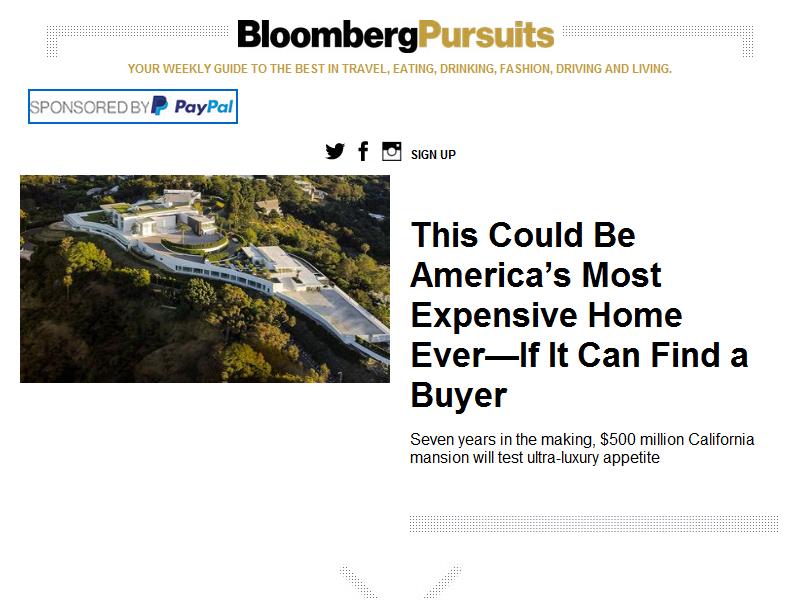 BloombergPursuits
YOUR WEEKLY GUIDE TO THE BEST IN TRAVEL, EATING, DRINKING, FASHION, DRIVING AND LIVING.
SPONSORED BY PayPal
SIGN UP
This Could Be
America’s Most
Expensive Home
Ever—If It Can Find a
Buyer
Seven years in the making, $500 million California
mansion will test ultra-luxury appetite